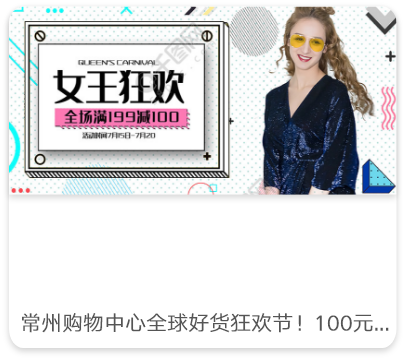 QUEEN'S CARNIVAL
女王狂欢
全场满199减100
活动时间7月15日-7月20
常州购物中心全球好货狂欢节！100元...